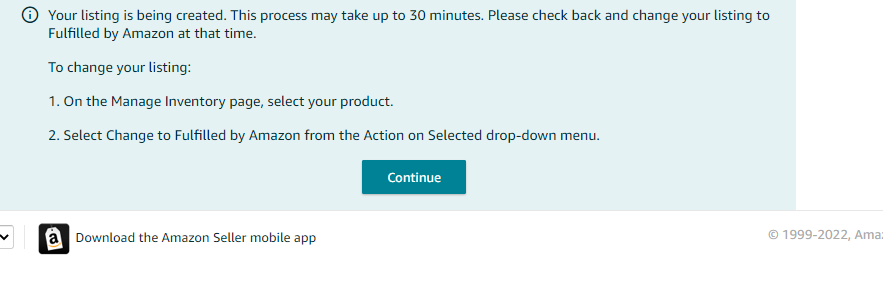 Your listing is being created. This process may take up to 30 minutes. Please check back and change your listing to
Fulfilled by Amazon at that time.
To change your listing:
1. On the Manage Inventory page, select your product.
2. Select Change to Fulfilled by Amazon from the Action on Selected drop-down menu.
Continue
a
Download the Amazon Seller mobile app
© 1999-2022, Ama